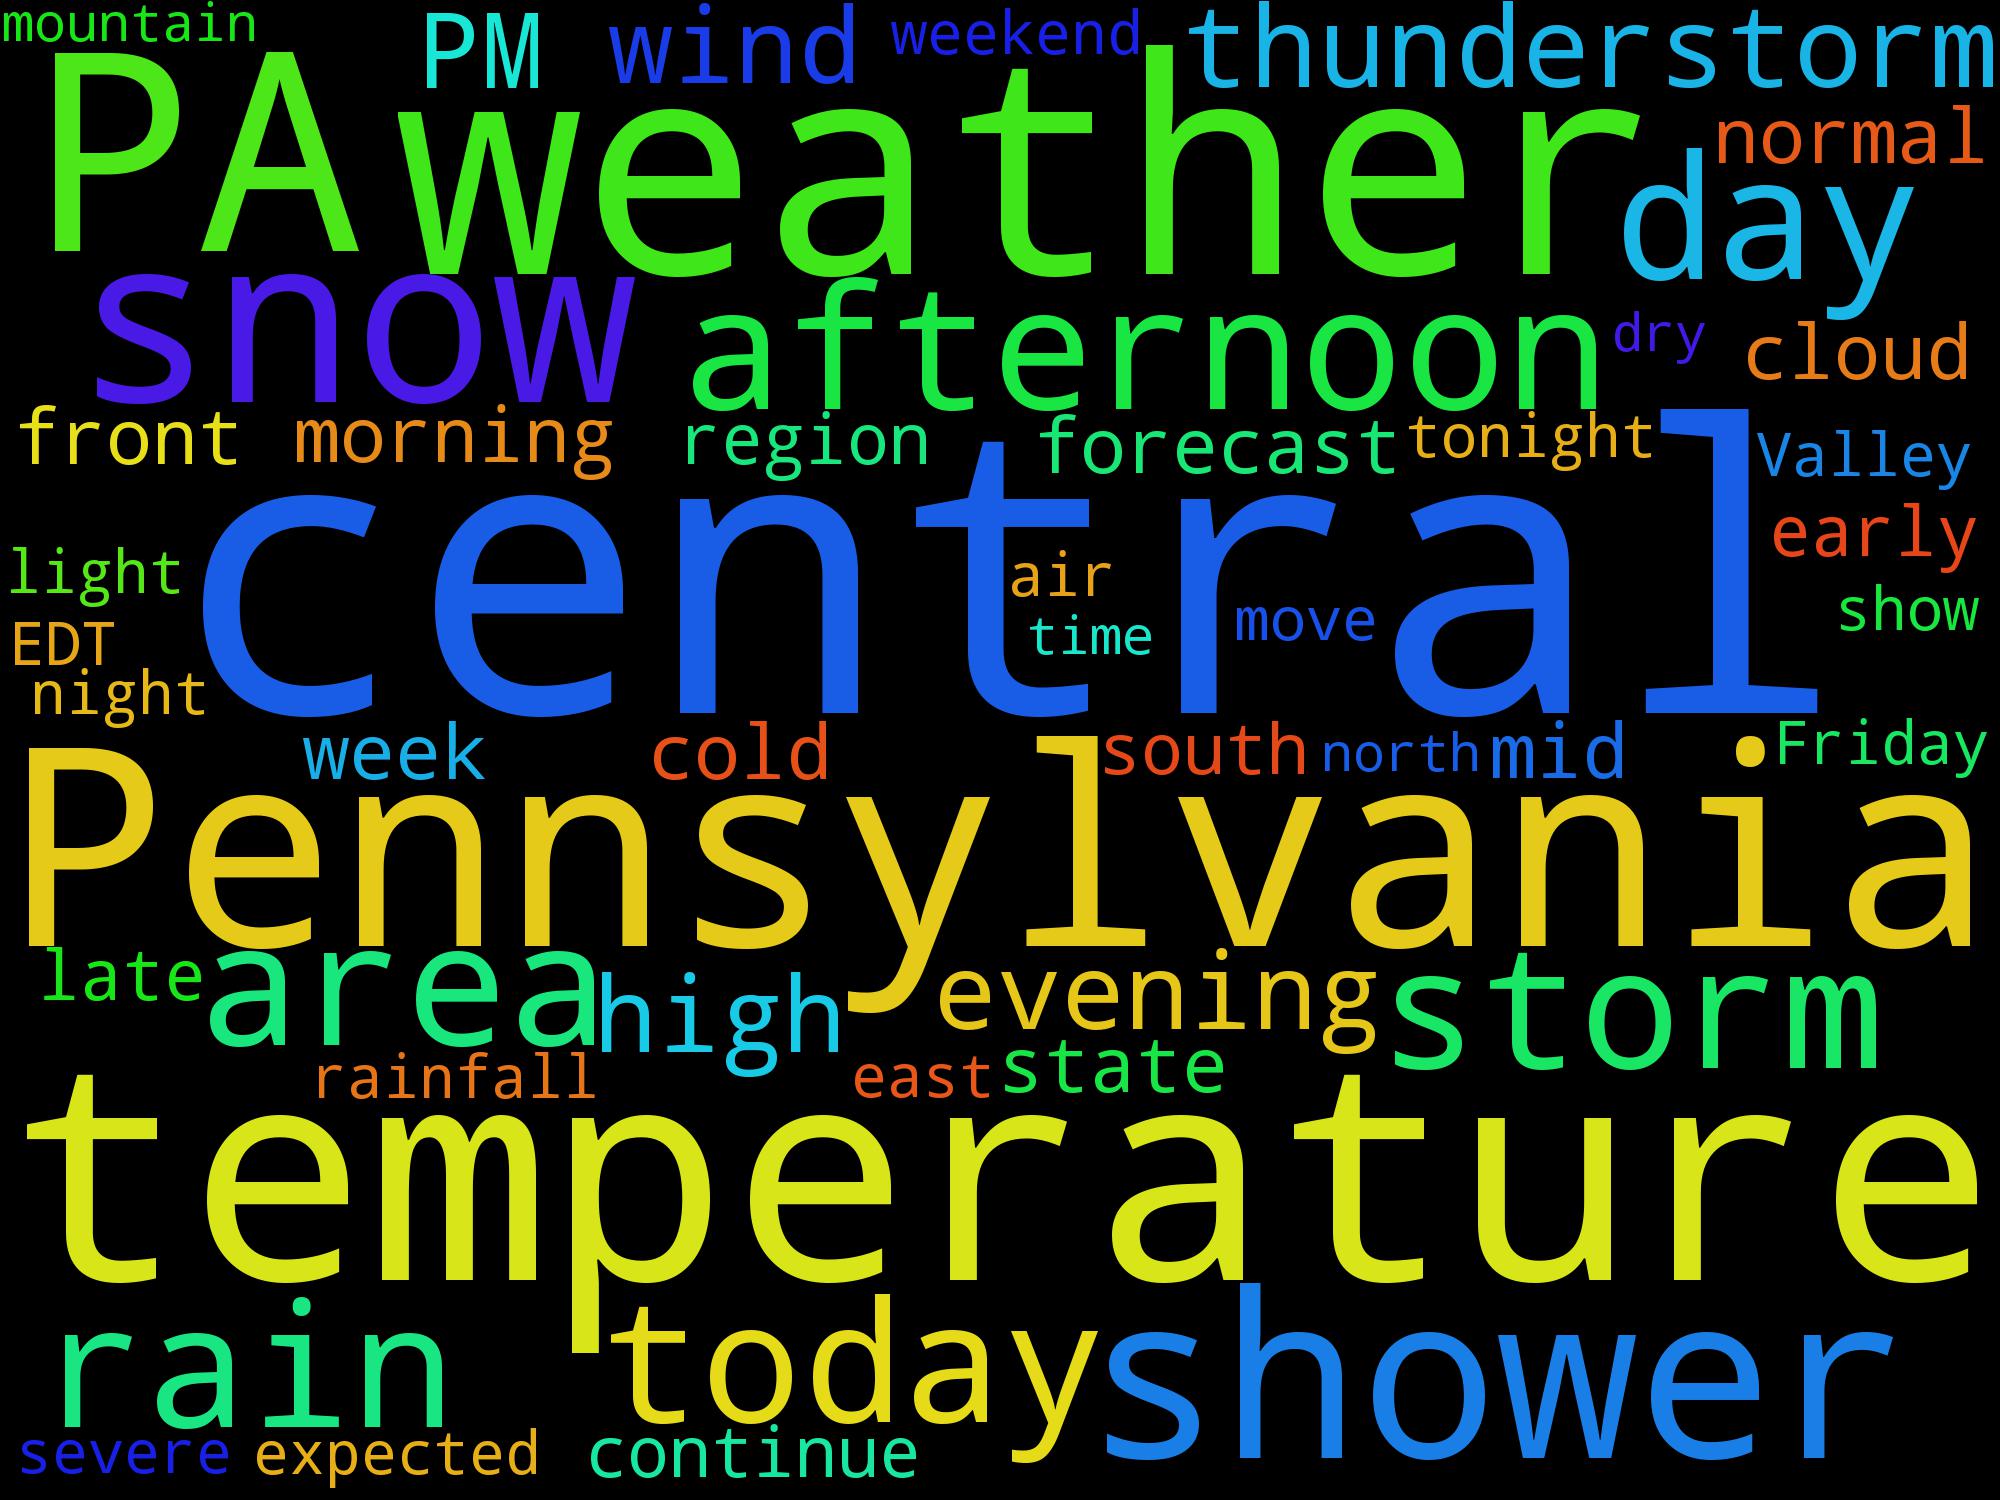 mountain PM wind weekend thunderstorm
PA weather normal
day
snow afternoon dry cloud
front morning region forecast tonight Valley
central early
light air show
EDT time move
night
week cold south north mid Friday
Pennsylvania
late area high evening storm
rainfall east state
temperature
rain today shower
severe expected continue